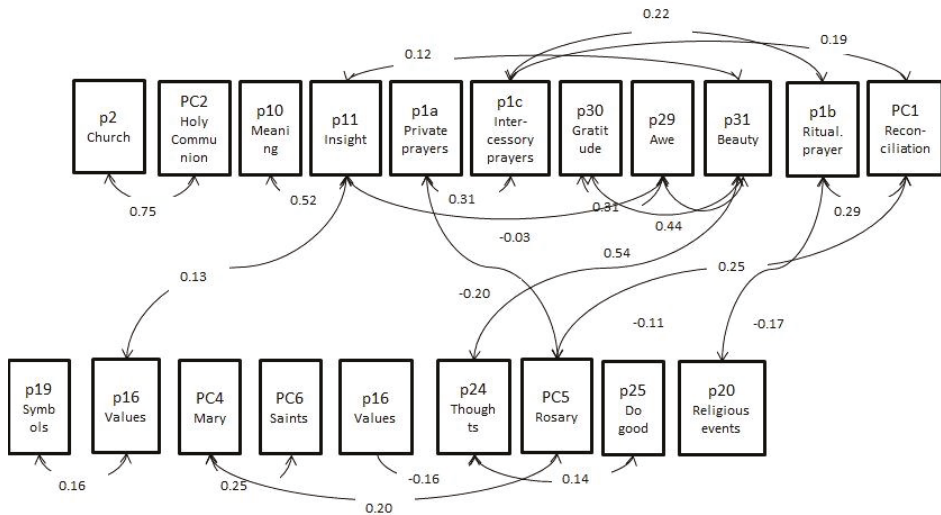 0.22
0.12
0.19
p2
Church
PC2
Holy
Commu
nion
p10
Meani
ng
p11
Insight
p1a
Private
prayers
p1c
Inter-
cessory
prayers
p30
Gratit
ude
p29
Awe
p31
Beauty
p1b
Ritual.
prayer
PC1
Recon-
ciliation
0.75
0.52
0.31
0.31
0.44
0.29
-0.03
0.54
0.25
0.13
-0.20
-0.11
-0.17
p19
Symb
ols
p16
Values
PC4
Mary
PC6
Saints
p16
Values
p24
Though
ts
PC5
Rosary
p25
Do
good
p20
Religious
events
0.16
0.25
-0.16
0.14
0.20